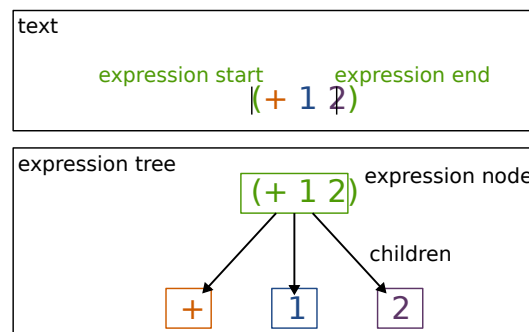 text
expression start expression end
(+ 1 2)
expression tree
(+ 1 2) expression node
children
+ 1 2